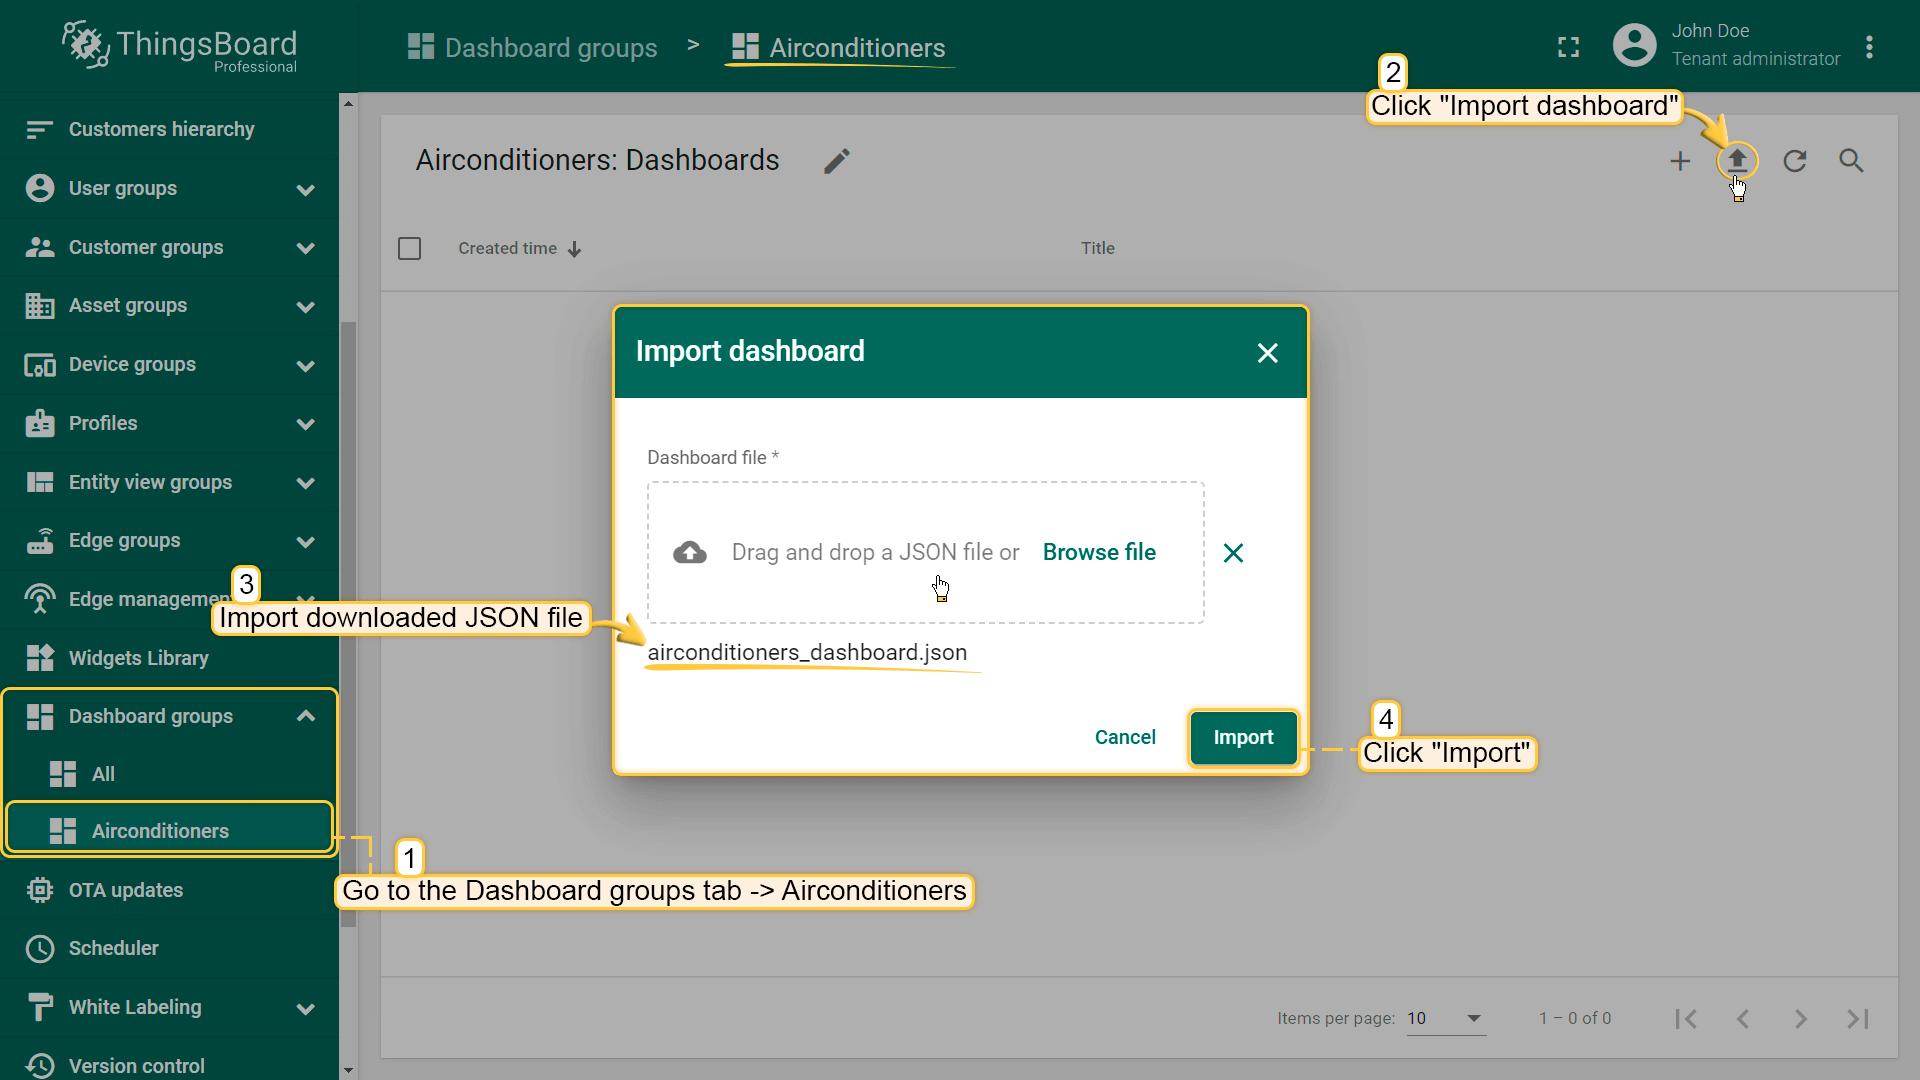 ThingsBoard
Professional
Dashboard groups > Airconditioners
John Doe
Tenant administrator
2
Click "Import dashboard"
Customers hierarchy
User groups
Customer groups
Asset groups
Device groups
Profiles
Entity view groups
Edge groups
Edge managemen
Widgets Library
Dashboard groups
All
Airconditioners
OTA updates
Scheduler
White Labeling
Version control
Airconditioners: Dashboards
Created time
Title
Import dashboard
Dashboard file *
Drag and drop a JSON file or Browse file
3
Import downloaded JSON file
airconditioners_dashboard.json
Cancel
Import
4
Click "Import"
1
Go to the Dashboard groups tab -> Airconditioners
Items per page: 10
1 – 0 of 0